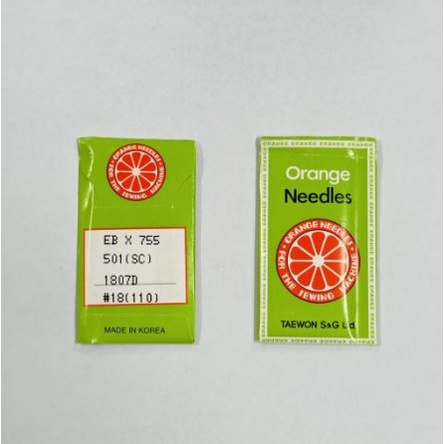 ORANGE NEEDLES
FOR THE SEWING MACHINE
EB X 755
501(SC)
1807D
#18(110)
MADE IN KOREA
Orange
Needles
ORANGE NEEDLES
FOR THE SEWING MACHINE
TAEWON S&G Ltd.